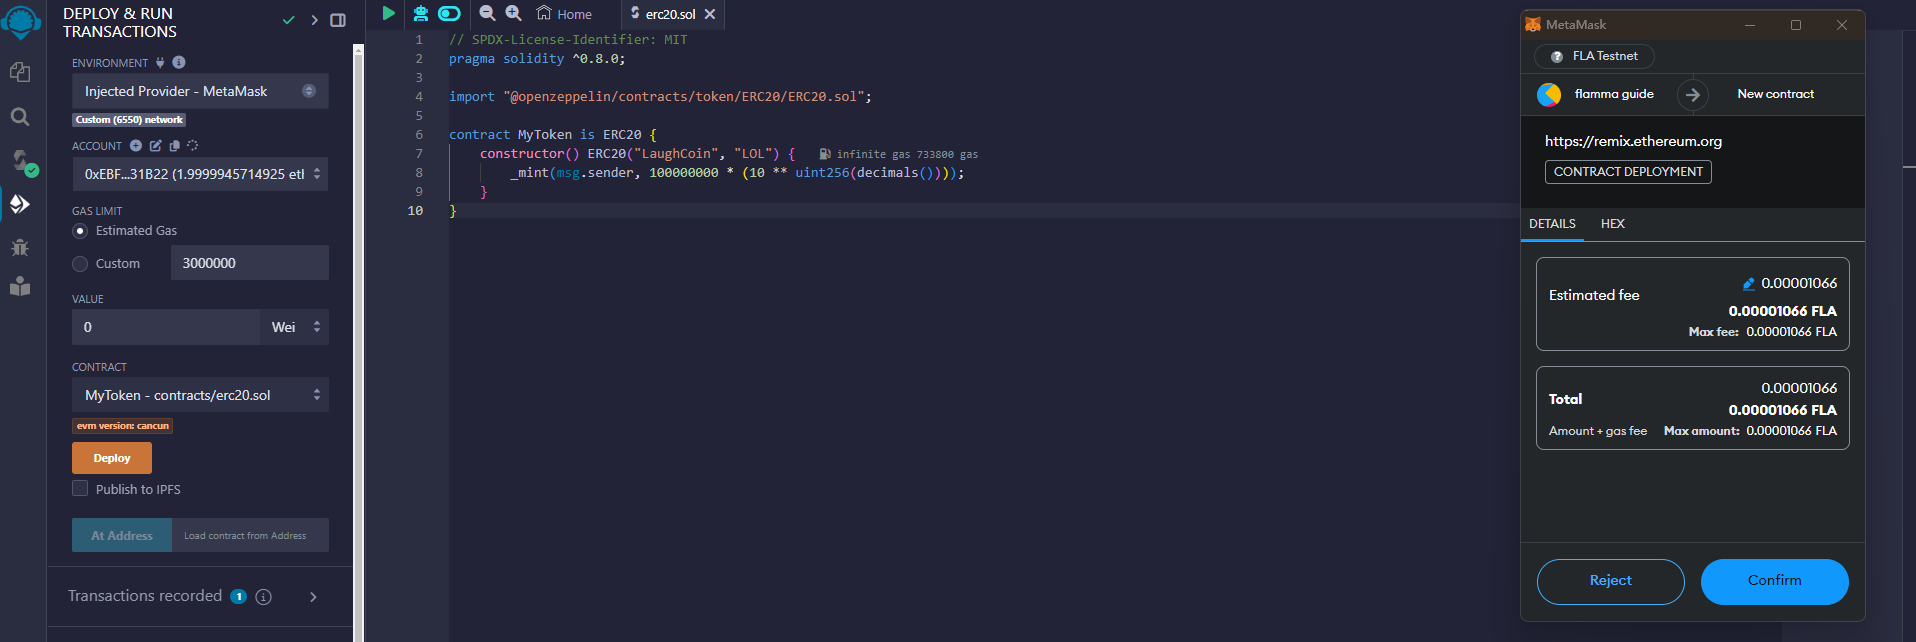 DEPLOY & RUN
TRANSACTIONS
ENVIRONMENT
Injected Provider - MetaMask
Custom (6550) network
ACCOUNT
0xEBF...31B22 (1.9999945714925 eth
GAS LIMIT
Estimated Gas
Custom
3000000
VALUE
0
Wei
CONTRACT
MyToken - contracts/erc20.sol
evm version: cancun
Deploy
Publish to IPFS
At Address
Load contract from Address
Transactions recorded 1
Home
erc20.sol
1 // SPDX-License-Identifier: MIT
2 pragma solidity ^0.8.0;
3
4 import "@openzeppelin/contracts/token/ERC20/ERC20.sol";
5
6 contract MyToken is ERC20 {
7 constructor() ERC20("LaughCoin", "LOL") { infinite gas 733800 gas
8 _mint(msg.sender, 100000000 * (10 ** uint256(decimals())));
9 }
10 }
MetaMask
FLA Testnet
flamma guide
New contract
https://remix.ethereum.org
CONTRACT DEPLOYMENT
DETAILS
HEX
Estimated fee
0.00001066
0.00001066 FLA
Max fee: 0.00001066 FLA
0.00001066
Total
0.00001066 FLA
Amount + gas fee
Max amount: 0.00001066 FLA
Reject
Confirm